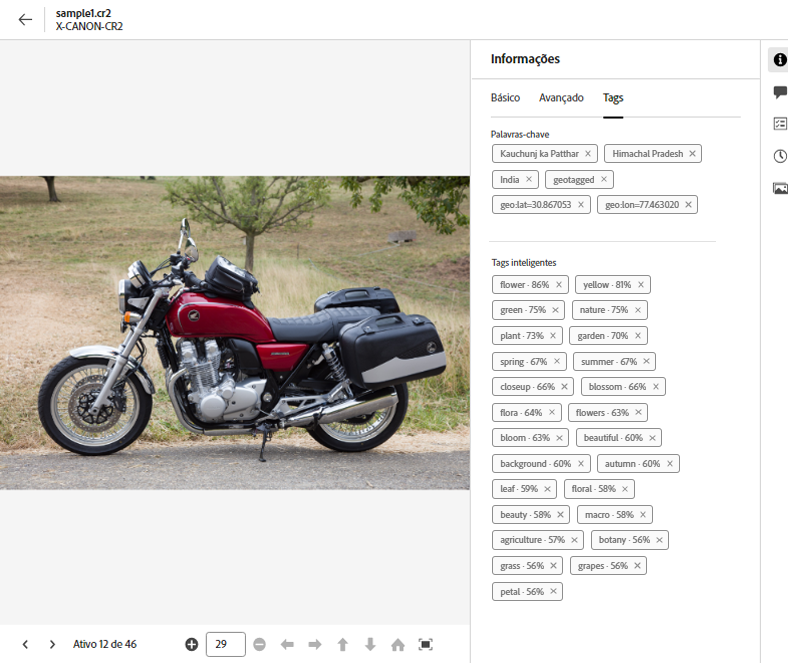 sample1.cr2
X-CANON-CR2
Informações
Básico Avançado Tags
Palavras-chave
Kauchunj ka Patthar × Himachal Pradesh ×
India × geotagged ×
geo:lat=30.867053 × geo:lon=77.463020 ×
Tags inteligentes
flower · 86% × yellow · 81% ×
green · 75% × nature · 75% ×
plant · 73% × garden · 70% ×
spring · 67% × summer · 67% ×
closeup · 66% × blossom · 66% ×
flora · 64% × flowers · 63% ×
bloom · 63% × beautiful · 60% ×
background · 60% × autumn · 60% ×
leaf · 59% × floral · 58% ×
beauty · 58% × macro · 58% ×
agriculture · 57% × botany · 56% ×
grass · 56% × grapes · 56% ×
petal · 56% ×
Ativo 12 de 46 29